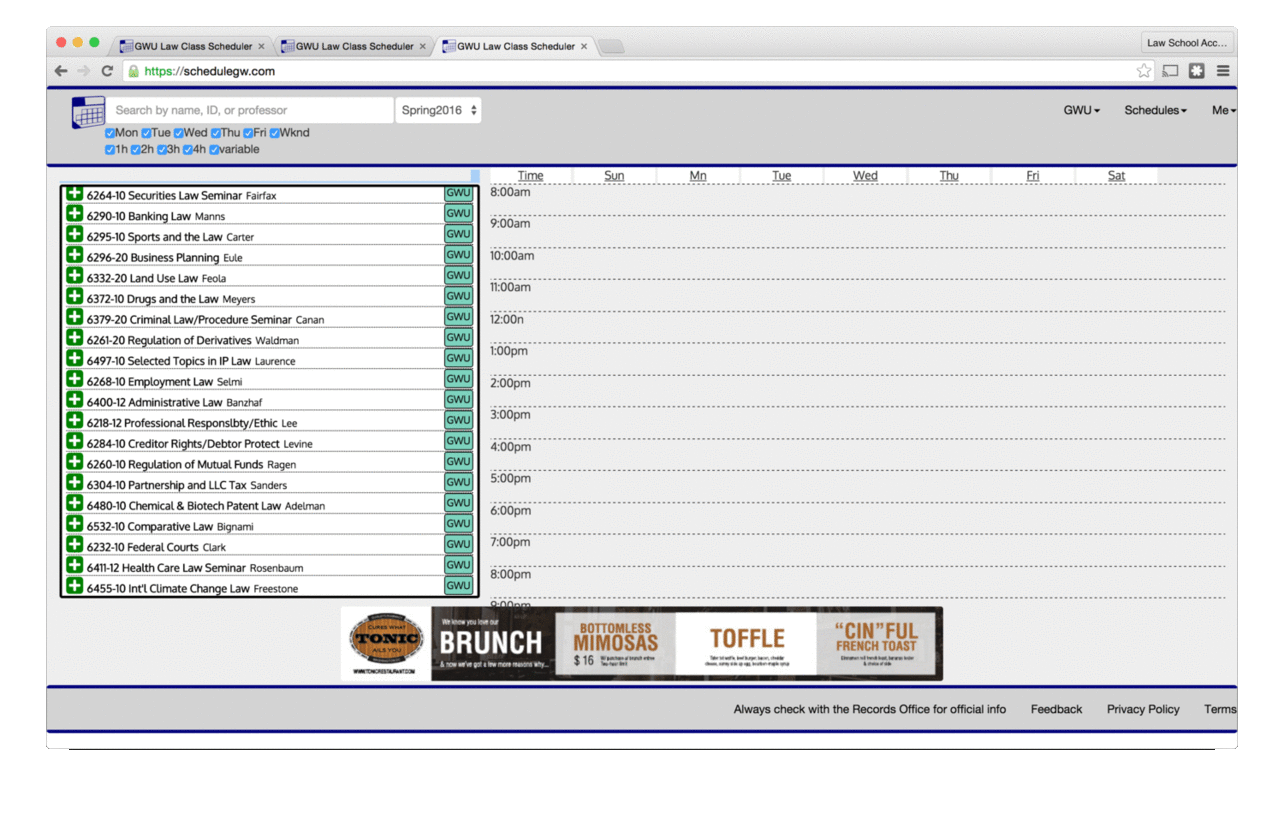 GWU Law Class Scheduler × GWU Law Class Scheduler × GWU Law Class Scheduler × Law School Acc...
https://schedulegw.com
Search by name, ID, or professor Spring2016 GWU Schedules Me
Mon Tue Wed Thu Fri Wknd
1h 2h 3h 4h variable
Time Sun Mn Tue Wed Thu Fri Sat
6264-10 Securities Law Seminar Fairfax GWU
6290-10 Banking Law Manns GWU
6295-10 Sports and the Law Carter GWU
6296-20 Business Planning Eule GWU
6332-20 Land Use Law Feola GWU
6372-10 Drugs and the Law Meyers GWU
6379-20 Criminal Law/Procedure Seminar Canan GWU
6261-20 Regulation of Derivatives Waldman GWU
6497-10 Selected Topics in IP Law Laurence GWU
6268-10 Employment Law Selmi GWU
6400-12 Administrative Law Banzhaf GWU
6218-12 Professional Responslbty/Ethic Lee GWU
6284-10 Creditor Rights/Debtor Protect Levine GWU
6260-10 Regulation of Mutual Funds Ragen GWU
6304-10 Partnership and LLC Tax Sanders GWU
6480-10 Chemical & Biotech Patent Law Adelman GWU
6532-10 Comparative Law Bignami GWU
6232-10 Federal Courts Clark GWU
6411-12 Health Care Law Seminar Rosenbaum GWU
6455-10 Int'l Climate Change Law Freestone GWU
8:00am
9:00am
10:00am
11:00am
12:00n
1:00pm
2:00pm
3:00pm
4:00pm
5:00pm
6:00pm
7:00pm
8:00pm
9:00pm
CURES WHAT
TONIC
AILS YOU
WWW.TONICRESTAURANT.COM
We know you love our
BRUNCH
& now we've got a few more reasons why...
BOTTOMLESS
MIMOSAS
$16
TOFFLE
"CIN"FUL
FRENCH TOAST
Always check with the Records Office for official info Feedback Privacy Policy Terms